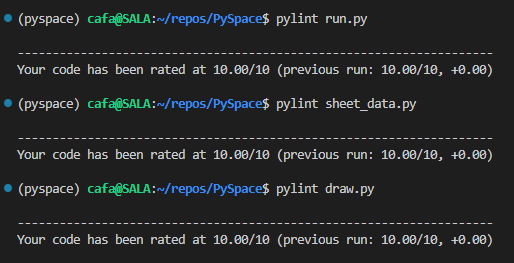 (pyspace) cafa@SALA:~/repos/PySpace$ pylint run.py
--------------------------------------------------------------------
Your code has been rated at 10.00/10 (previous run: 10.00/10, +0.00)
(pyspace) cafa@SALA:~/repos/PySpace$ pylint sheet_data.py
--------------------------------------------------------------------
Your code has been rated at 10.00/10 (previous run: 10.00/10, +0.00)
(pyspace) cafa@SALA:~/repos/PySpace$ pylint draw.py
--------------------------------------------------------------------
Your code has been rated at 10.00/10 (previous run: 10.00/10, +0.00)